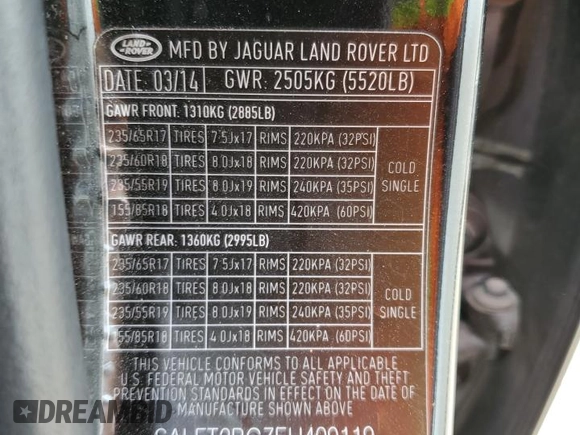 LAND ROVER MFD BY JAGUAR LAND ROVER LTD
DATE: 03/14 GWR: 2505KG (5520LB)
GAWR FRONT: 1310KG (2885LB)
235/65R17 TIRES 7.5Jx17 RIMS 220KPA (32PSI)
235/60R18 TIRES 8.0Jx18 RIMS 220KPA (32PSI)
COLD
235/55R19 TIRES 8.0Jx19 RIMS 240KPA (35PSI)
SINGLE
155/85R18 TIRES 4.0Jx18 RIMS 420KPA (60PSI)
GAWR REAR: 1360KG (2995LB)
235/65R17 TIRES 7.5Jx17 RIMS 220KPA (32PSI)
235/60R18 TIRES 8.0Jx18 RIMS 220KPA (32PSI)
COLD
235/55R19 TIRES 8.0Jx19 RIMS 240KPA (35PSI)
SINGLE
155/85R18 TIRES 4.0Jx18 RIMS 420KPA (60PSI)
THIS VEHICLE CONFORMS TO ALL APPLICABLE
U.S. FEDERAL MOTOR VEHICLE SAFETY AND THEFT
PREVENTION STANDARDS IN EFFECT ON THE DATE
OF MANUFACTURE SHOWN ABOVE
DREAMBID